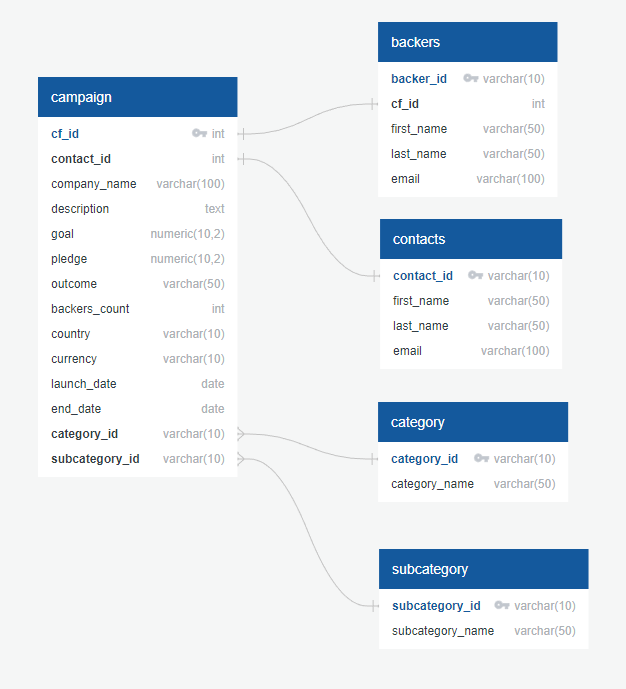 campaign
cf_id int
contact_id int
company_name varchar(100)
description text
goal numeric(10,2)
pledge numeric(10,2)
outcome varchar(50)
backers_count int
country varchar(10)
currency varchar(10)
launch_date date
end_date date
category_id varchar(10)
subcategory_id varchar(10)
backers
backer_id varchar(10)
cf_id int
first_name varchar(50)
last_name varchar(50)
email varchar(100)
contacts
contact_id varchar(10)
first_name varchar(50)
last_name varchar(50)
email varchar(100)
category
category_id varchar(10)
category_name varchar(50)
subcategory
subcategory_id varchar(10)
subcategory_name varchar(50)